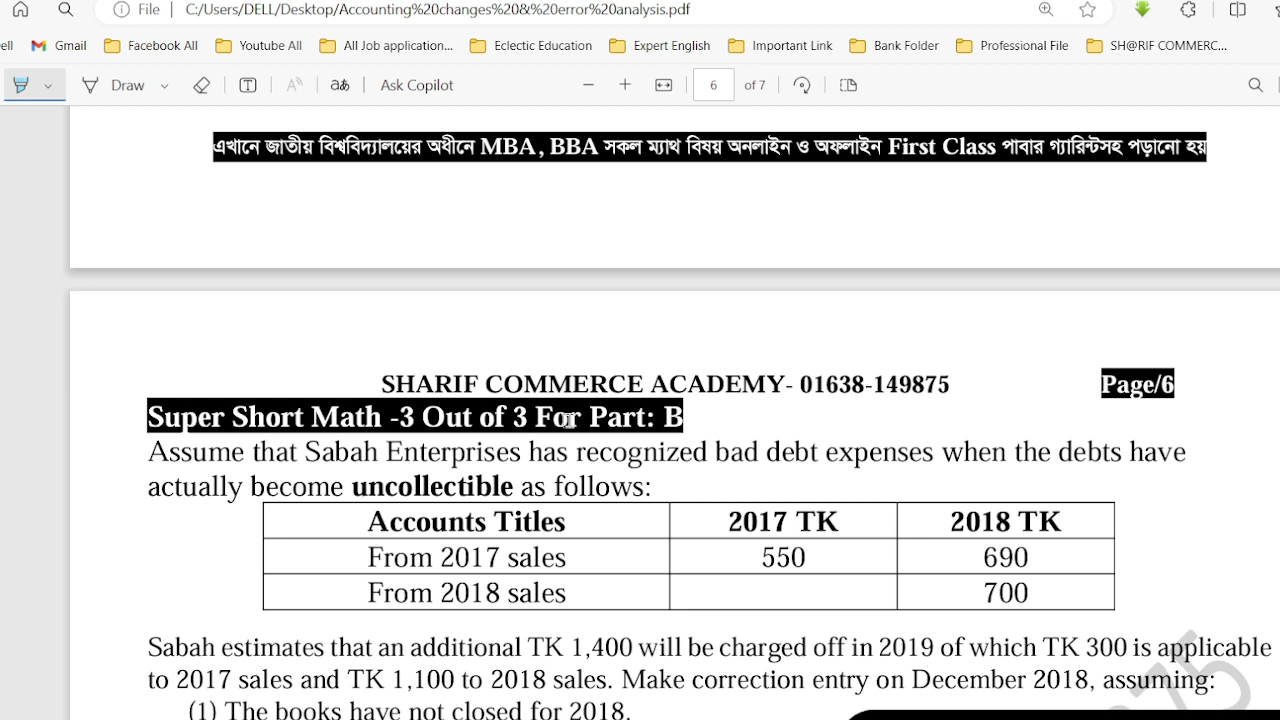 File C:/Users/DELL/Desktop/Accounting%20changes%20&%20error%20analysis.pdf
ell Gmail Facebook All Youtube All All Job application... Eclectic Education Expert English Important Link Bank Folder Professional File SH@RIF COMMERC...
Draw Ask Copilot 6 of 7
এখানে জাতীয় বিশ্ববিদ্যালয়ের অধীনে MBA, BBA সকল ম্যাথ বিষয় অনলাইন ও অফলাইন First Class পাবার গ্যারিন্টসহ পড়ানো হয়
SHARIF COMMERCE ACADEMY- 01638-149875 Page/6
Super Short Math -3 Out of 3 For Part: B
Assume that Sabah Enterprises has recognized bad debt expenses when the debts have
actually become uncollectible as follows:
Accounts Titles 2017 TK 2018 TK
From 2017 sales 550 690
From 2018 sales 700
Sabah estimates that an additional TK 1,400 will be charged off in 2019 of which TK 300 is applicable
to 2017 sales and TK 1,100 to 2018 sales. Make correction entry on December 2018, assuming:
(1) The books have not closed for 2018.